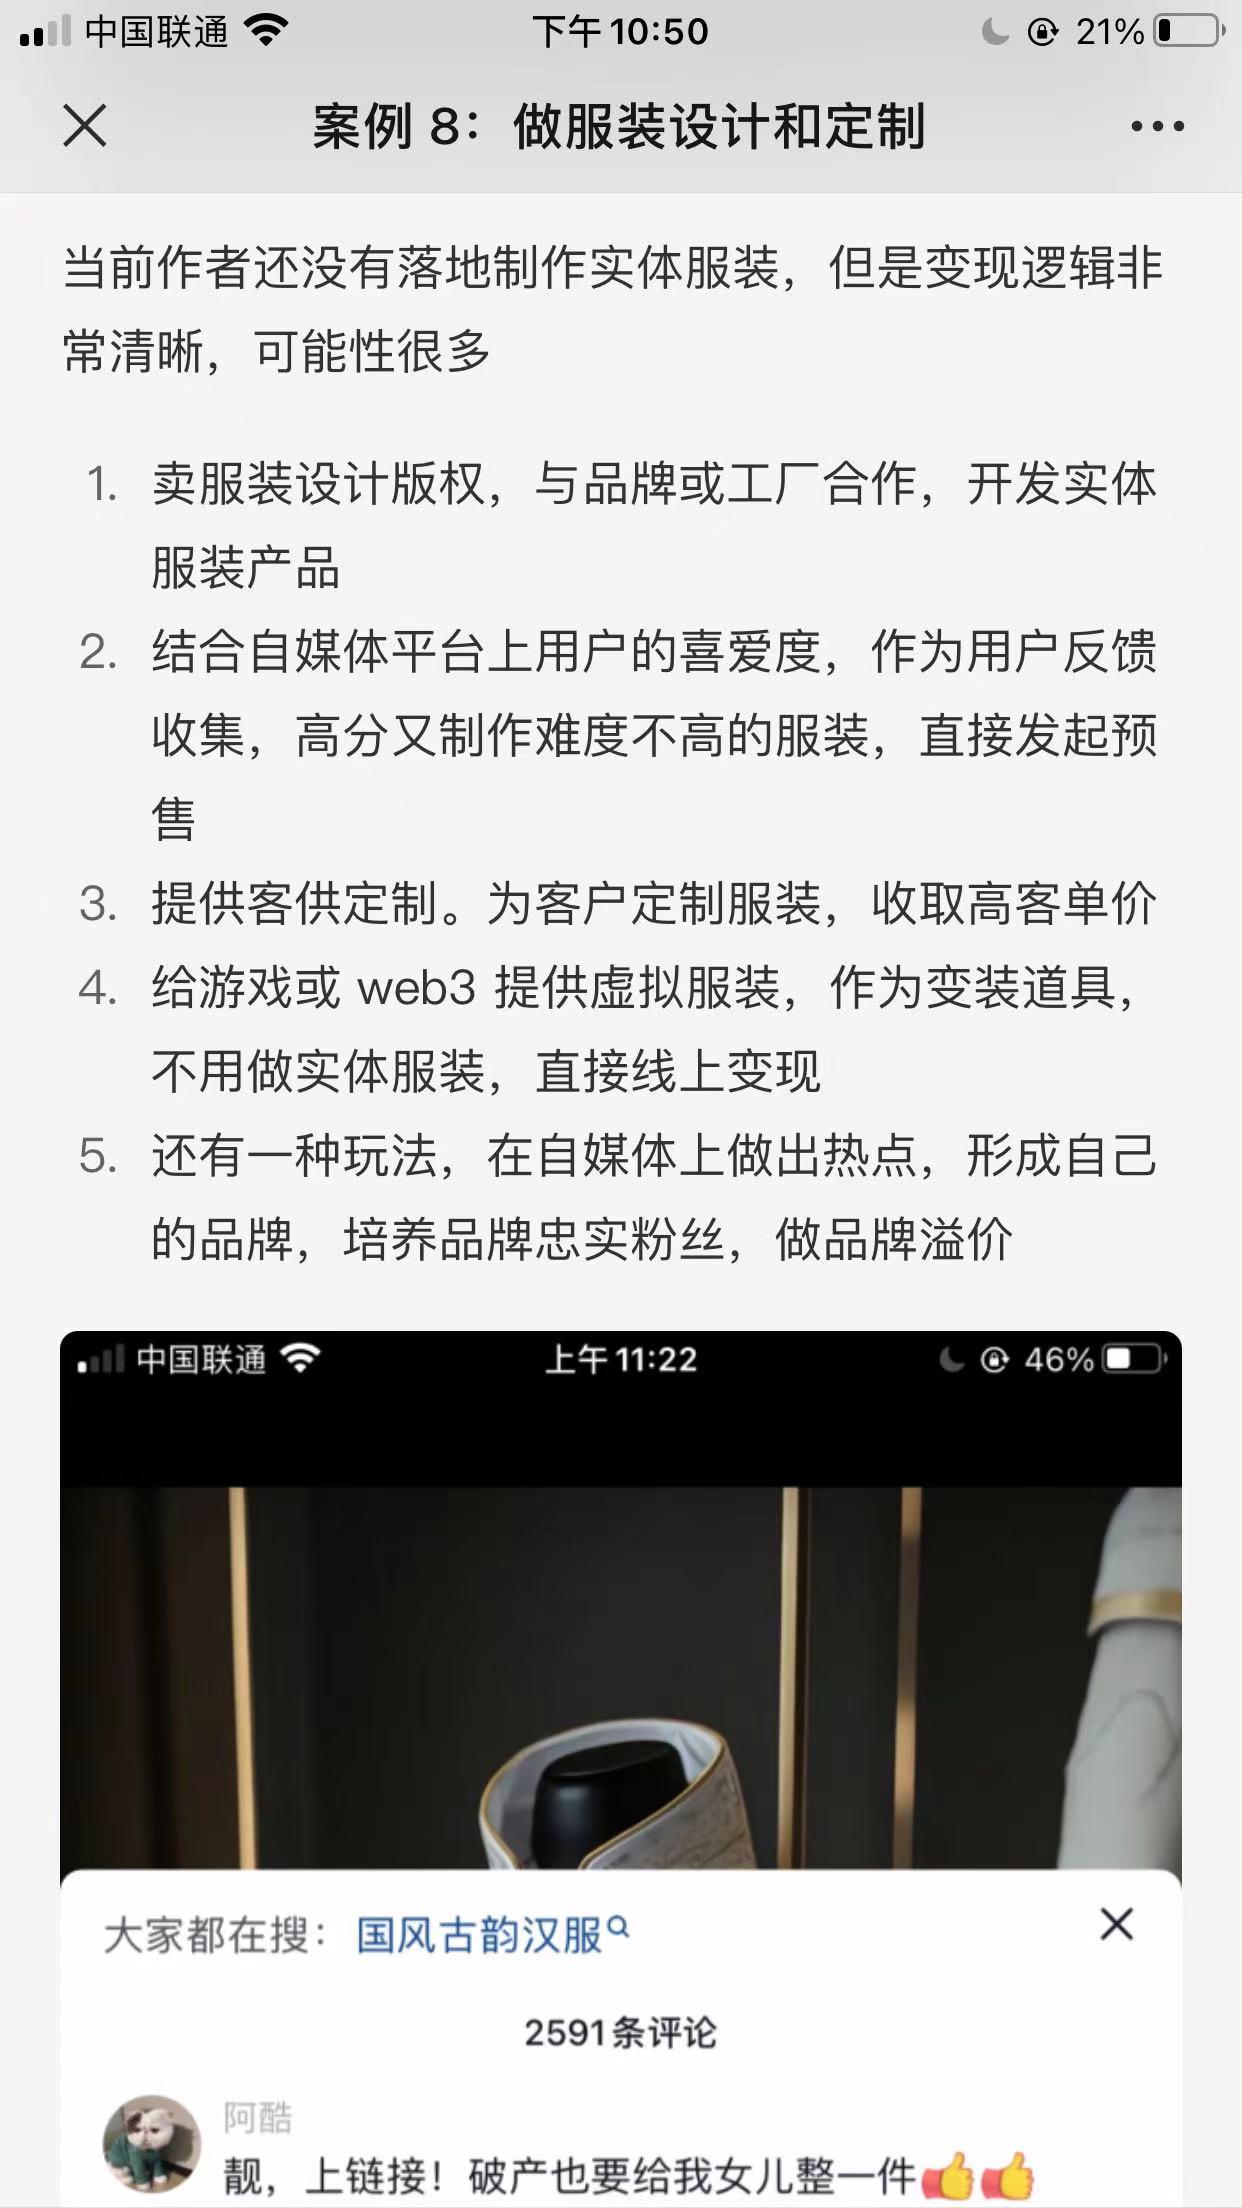 中国联通
下午10:50
21%
案例 8：做服装设计和定制
当前作者还没有落地制作实体服装，但是变现逻辑非
常清晰，可能性很多
1. 卖服装设计版权，与品牌或工厂合作，开发实体
服装产品
2. 结合自媒体平台上用户的喜爱度，作为用户反馈
收集，高分又制作难度不高的服装，直接发起预
售
3. 提供客供定制。为客户定制服装，收取高客单价
4. 给游戏或 web3 提供虚拟服装，作为变装道具，
不用做实体服装，直接线上变现
5. 还有一种玩法，在自媒体上做出热点，形成自己
的品牌，培养品牌忠实粉丝，做品牌溢价
中国联通
上午11:22
46%
大家都在搜：国风古韵汉服
2591条评论
阿酷
靓，上链接！破产也要给我女儿整一件👍👍